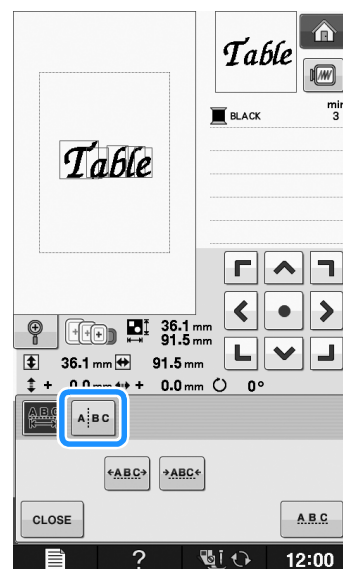 Table
BLACK
min
3
Table
36.1 mm
91.5 mm
36.1 mm 91.5 mm
+ 0.0 mm + 0.0 mm 0°
ABC A BC
ABC ABC
CLOSE ABC
? 12:00